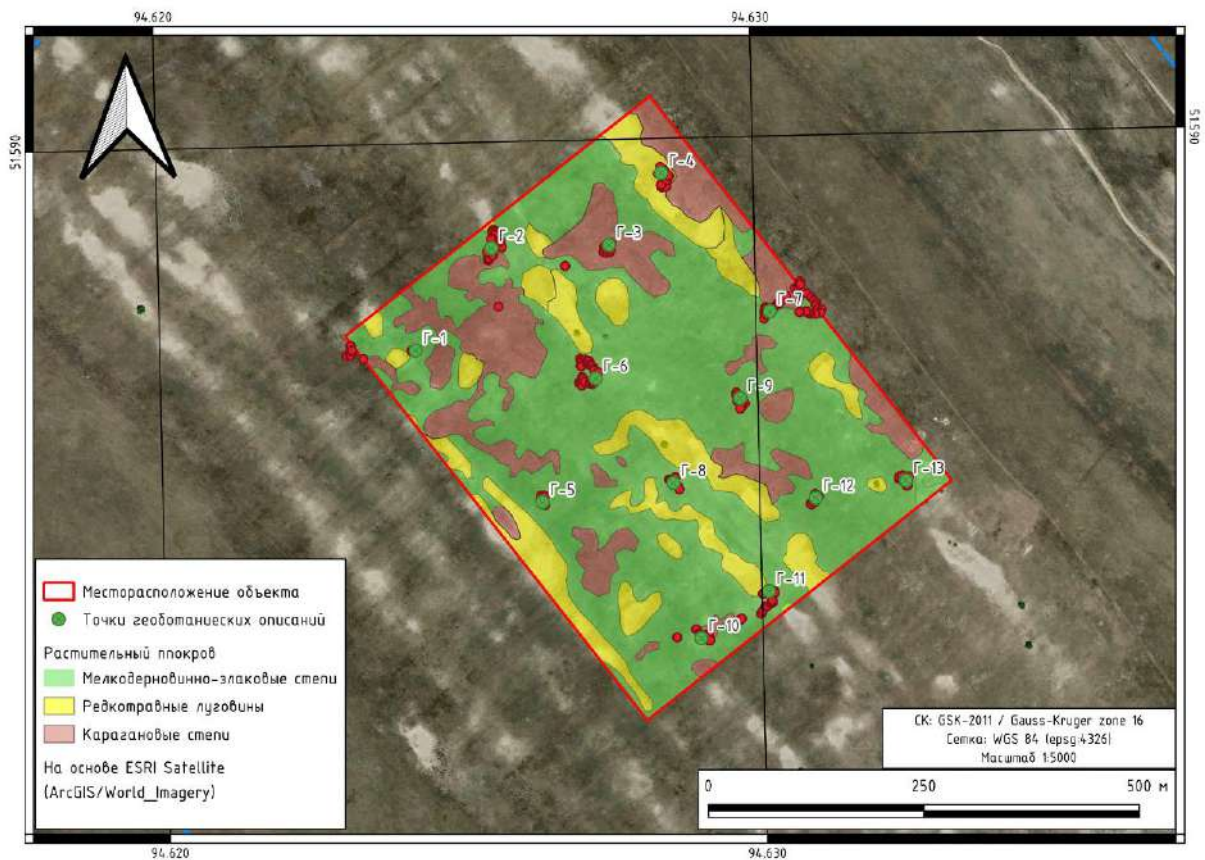 94.620
94.630
51.590
51.590
Г-4
Г-2
Г-3
Г-7
Г-1
Г-6
Г-9
Г-8
Г-13
Г-5
Г-12
Г-11
Г-10
Месторасположение объекта
Точки геоботаниеских описаний
Растительный ппокров
Мелкодерновинно-злаковые степи
Редкотравные луговины
Карагановые степи
На основе ESRI Satellite
(ArcGIS/World_Imagery)
СК: GSK-2011 / Gauss-Kruger zone 16
Сетка: WGS 84 (epsg:4326)
Масштаб 1:5000
0 250 500 м
94.620
94.630